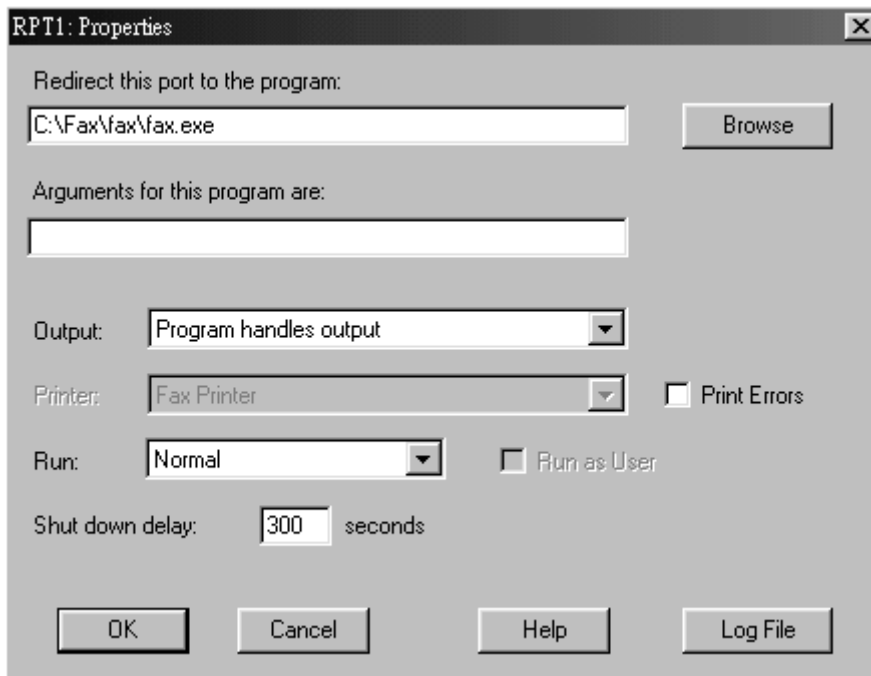 RPT1: Properties
Redirect this port to the program:
C:\Fax\fax\fax.exe
Browse
Arguments for this program are:
Output: Program handles output
Printer: Fax Printer Print Errors
Run: Normal Run as User
Shut down delay: 300 seconds
OK Cancel Help Log File